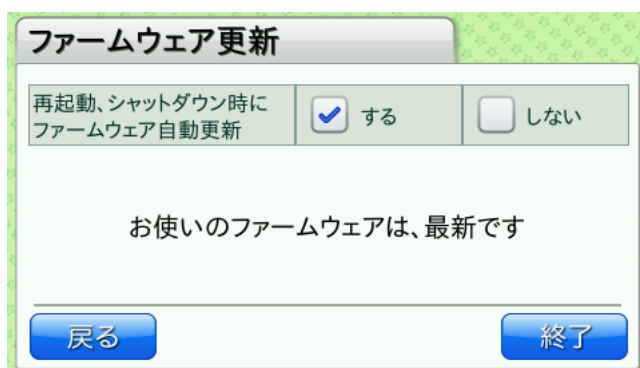 ファームウェア更新
再起動、シャットダウン時に
ファームウェア自動更新
する
しない
お使いのファームウェアは、最新です
戻る
終了